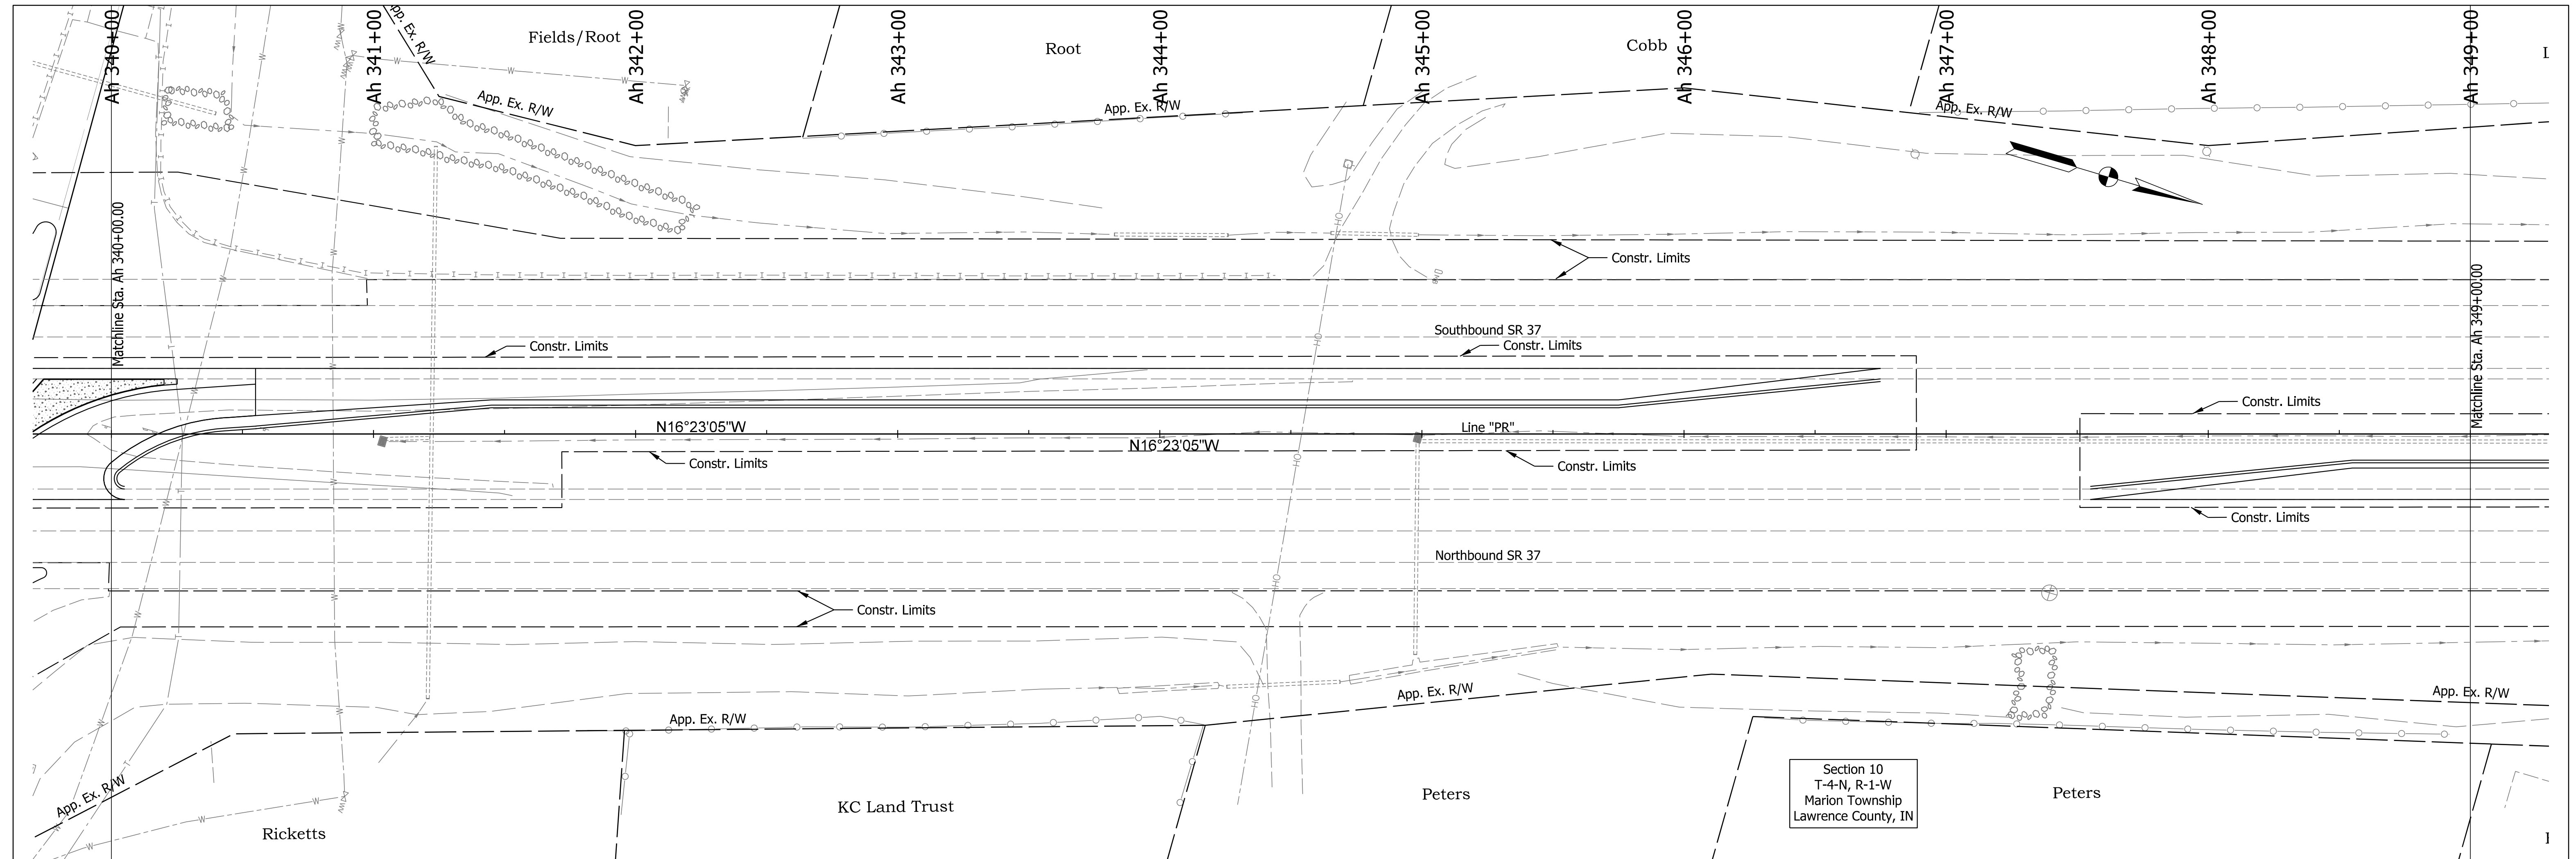 Ah 340+00
Ah 341+00
Ah 342+00
Ah 343+00
Ah 344+00
Ah 345+00
Ah 346+00
Ah 347+00
Ah 348+00
Ah 349+00
App. Ex. R/W
Fields/Root
Root
Cobb
App. Ex. R/W
App. Ex. R/W
App. Ex. R/W
Matchline Sta. Ah 340+00.00
Matchline Sta. Ah 349+00.00
Constr. Limits
Southbound SR 37
Constr. Limits
Constr. Limits
Constr. Limits
N16°23'05"W
Line "PR"
N16°23'05"W
Constr. Limits
Constr. Limits
Constr. Limits
Northbound SR 37
Constr. Limits
App. Ex. R/W
App. Ex. R/W
App. Ex. R/W
App. Ex. R/W
Section 10
T-4-N, R-1-W
Marion Township
Lawrence County, IN
Ricketts
KC Land Trust
Peters
Peters